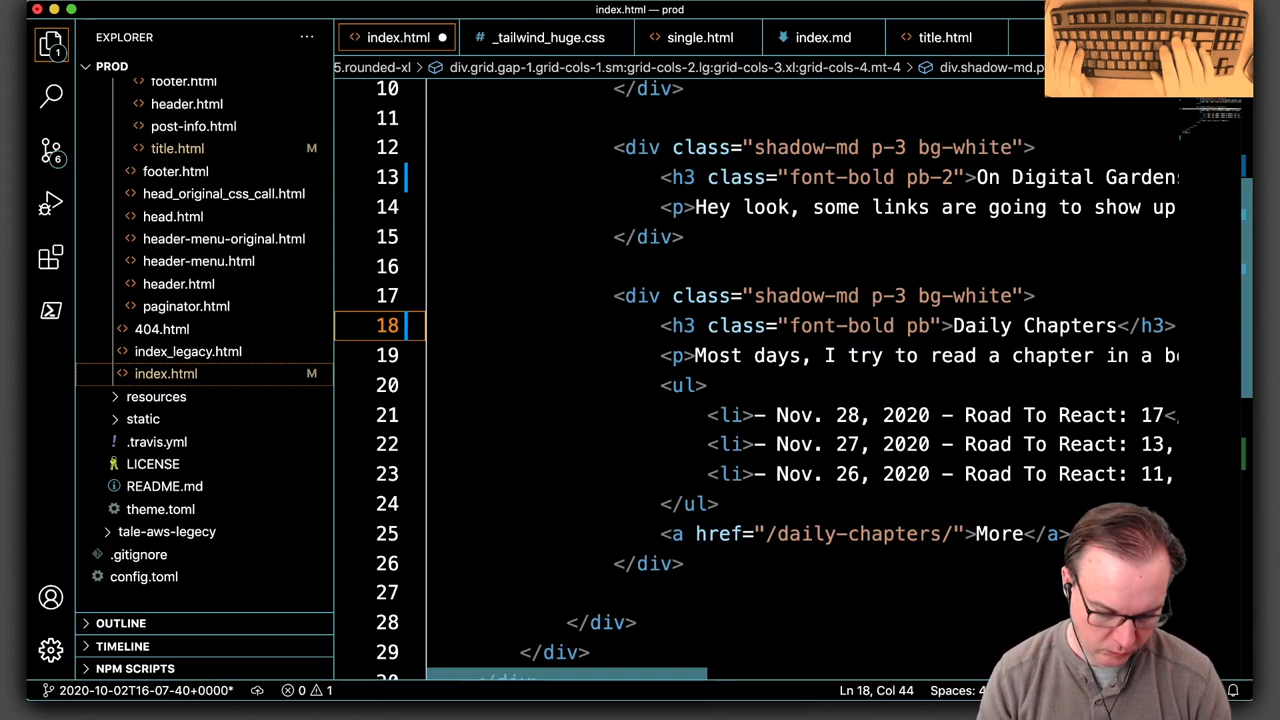 index.html — prod
EXPLORER
PROD
footer.html
header.html
post-info.html
title.html M
footer.html
head_original_css_call.html
head.html
header-menu-original.html
header-menu.html
header.html
paginator.html
404.html
index_legacy.html
index.html M
resources
static
.travis.yml
LICENSE
README.md
theme.toml
tale-aws-legacy
.gitignore
config.toml
OUTLINE
TIMELINE
NPM SCRIPTS
1
6
index.html
_tailwind_huge.css
single.html
index.md
title.html
5.rounded-xl
div.grid.gap-1.grid-cols-1.sm:grid-cols-2.lg:grid-cols-3.xl:grid-cols-4.mt-4
div.shadow-md.p
10 </div>
11
12 <div class="shadow-md p-3 bg-white">
13 <h3 class="font-bold pb-2">On Digital Gardens
14 <p>Hey look, some links are going to show up
15 </div>
16
17 <div class="shadow-md p-3 bg-white">
18 <h3 class="font-bold pb">Daily Chapters</h3>
19 <p>Most days, I try to read a chapter in a bo
20 <ul>
21 <li>- Nov. 28, 2020 - Road To React: 17</
22 <li>- Nov. 27, 2020 - Road To React: 13,
23 <li>- Nov. 26, 2020 - Road To React: 11,
24 </ul>
25 <a href="/daily-chapters/">More</a>
26 </div>
27
28 </div>
29 </div>
2020-10-02T16-07-40+0000* 0 1 Ln 18, Col 44 Spaces: 4